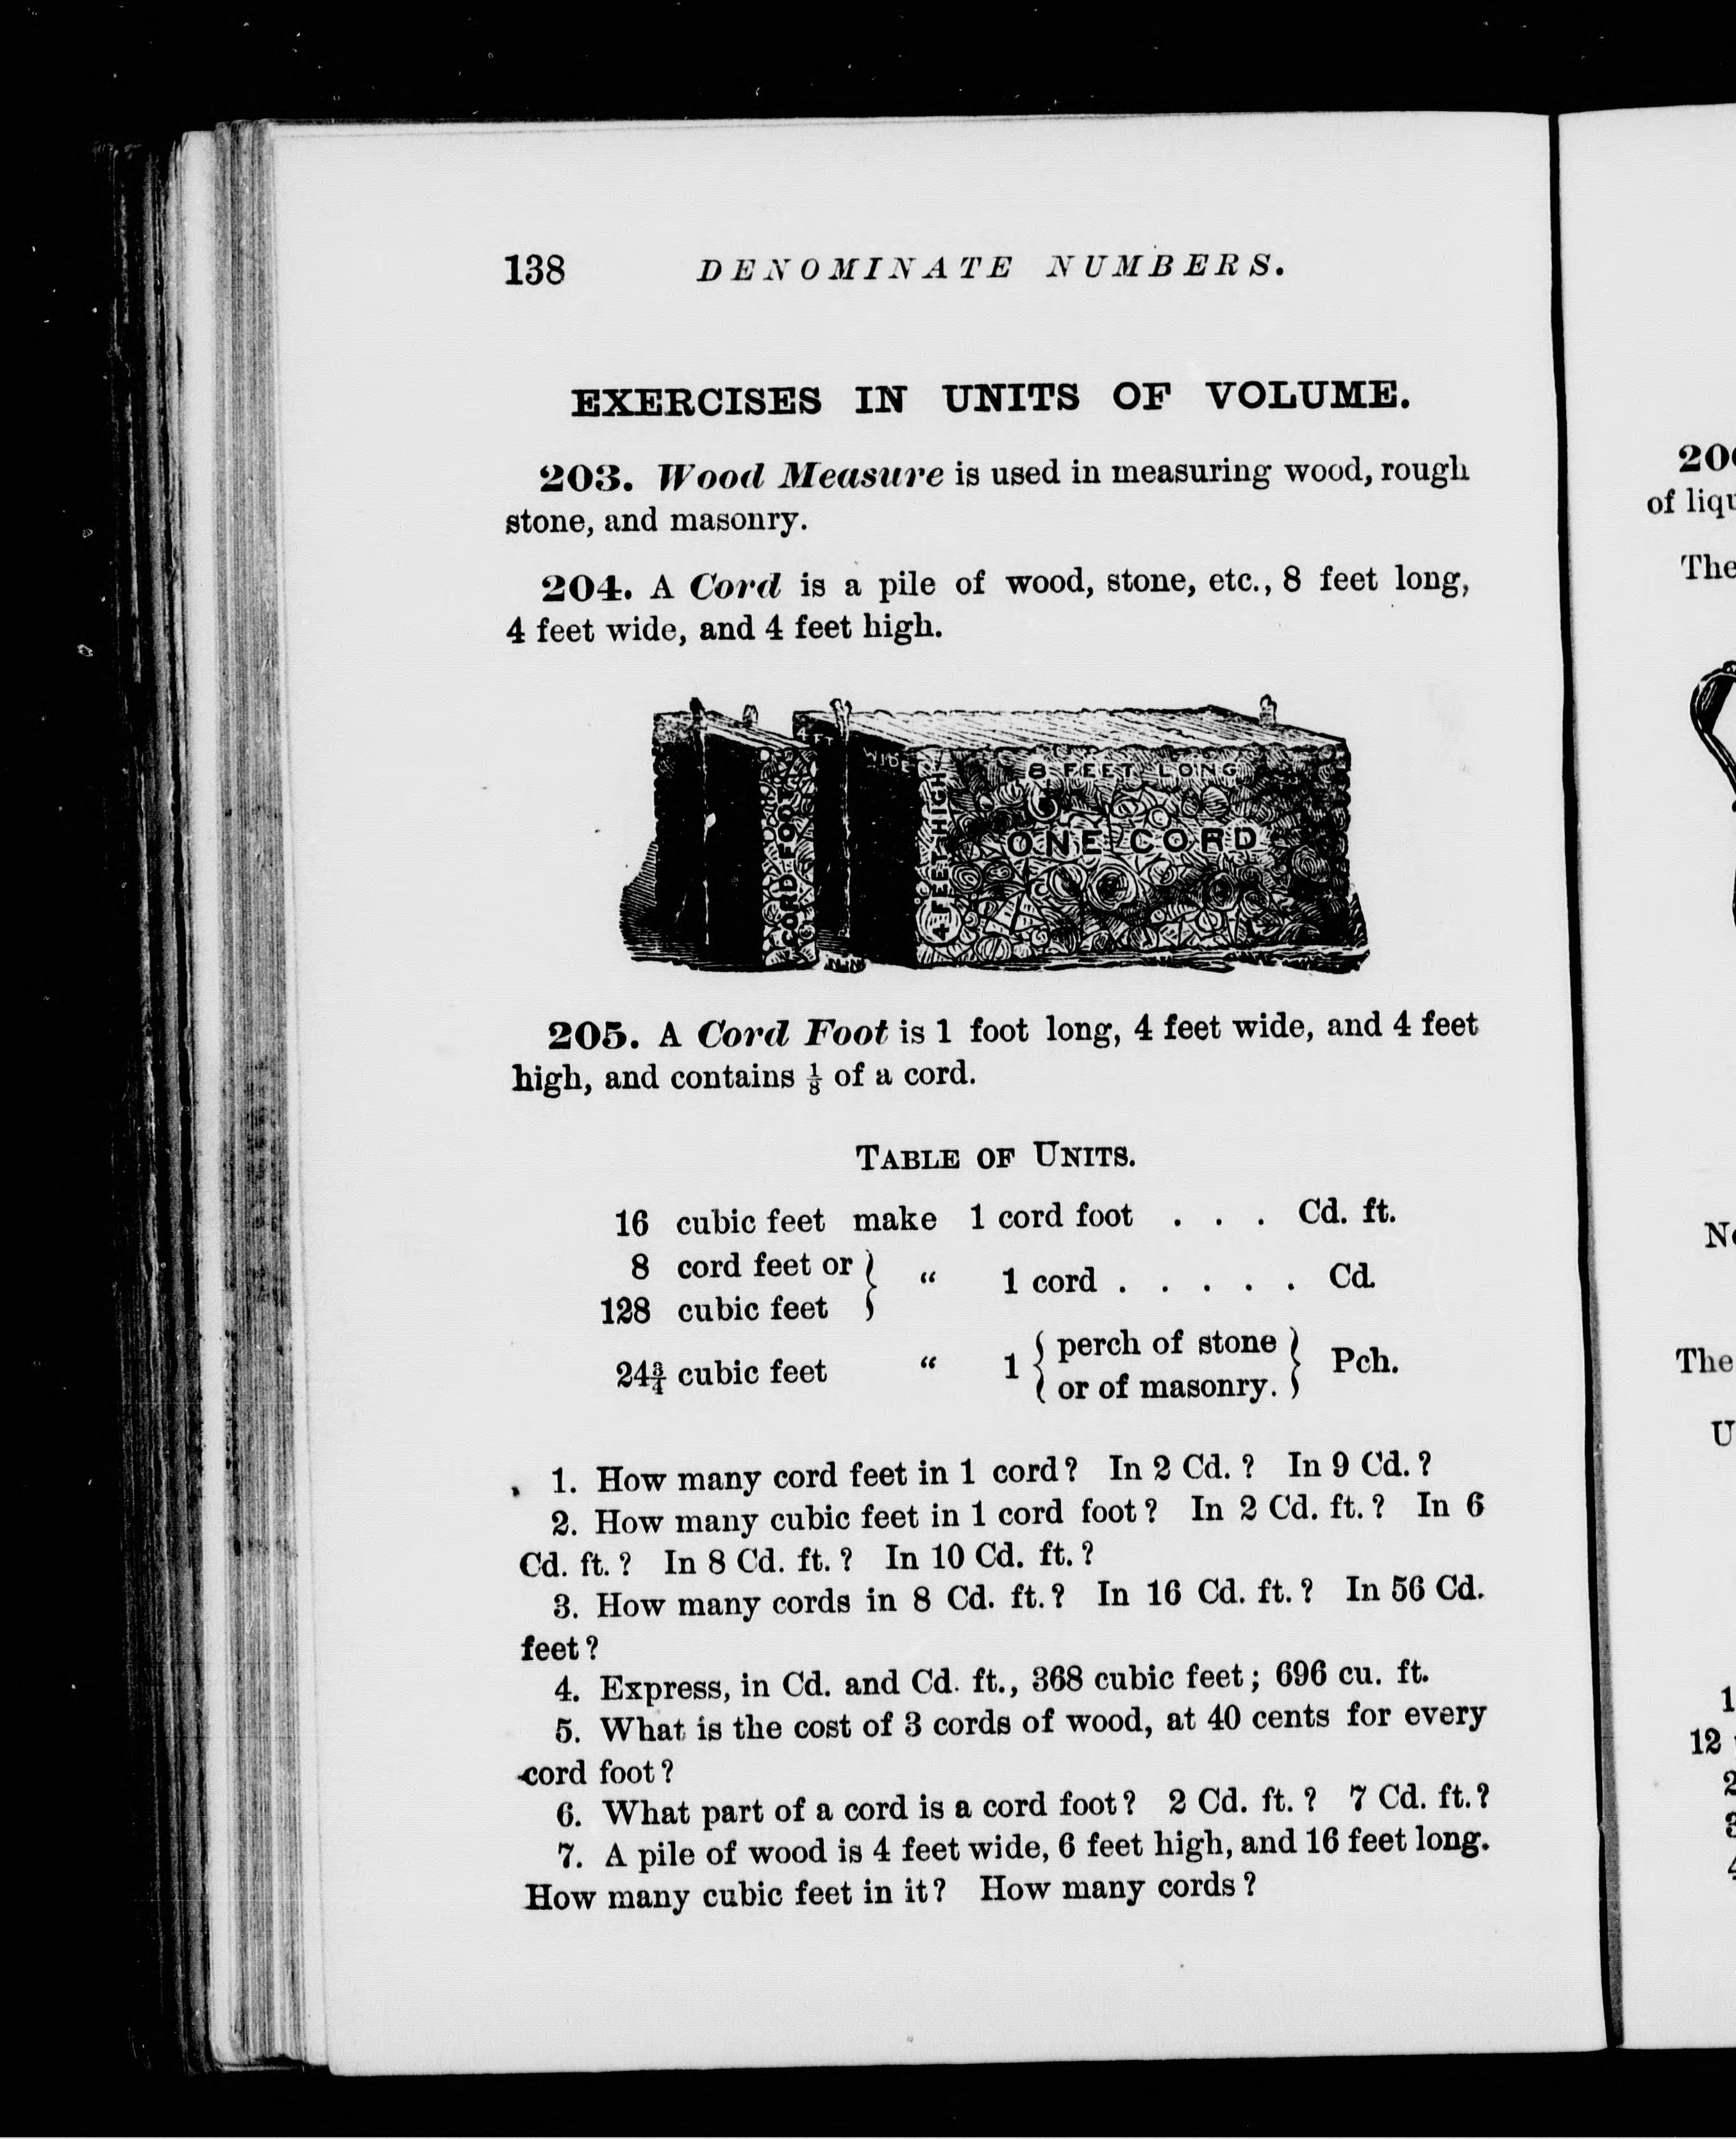 138 DENOMINATE NUMBERS.
EXERCISES IN UNITS OF VOLUME.
203. Wood Measure is used in measuring wood, rough
stone, and masonry.
204. A Cord is a pile of wood, stone, etc., 8 feet long,
4 feet wide, and 4 feet high.
4 FT WIDE
8 FEET LONG
4 FEET HIGH
ONE CORD
CORD FOOT
205. A Cord Foot is 1 foot long, 4 feet wide, and 4 feet
high, and contains ⅛ of a cord.
TABLE OF UNITS.
16 cubic feet make 1 cord foot . . . Cd. ft.
8 cord feet or } “ 1 cord . . . . . Cd.
128 cubic feet
24¾ cubic feet “ 1 { perch of stone } Pch.
or of masonry.
1. How many cord feet in 1 cord? In 2 Cd.? In 9 Cd.?
2. How many cubic feet in 1 cord foot? In 2 Cd. ft.? In 6
Cd. ft.? In 8 Cd. ft.? In 10 Cd. ft.?
3. How many cords in 8 Cd. ft.? In 16 Cd. ft.? In 56 Cd.
feet?
4. Express, in Cd. and Cd. ft., 368 cubic feet; 696 cu. ft.
5. What is the cost of 3 cords of wood, at 40 cents for every
cord foot?
6. What part of a cord is a cord foot? 2 Cd. ft.? 7 Cd. ft.?
7. A pile of wood is 4 feet wide, 6 feet high, and 16 feet long.
How many cubic feet in it? How many cords?
of
The
The
12